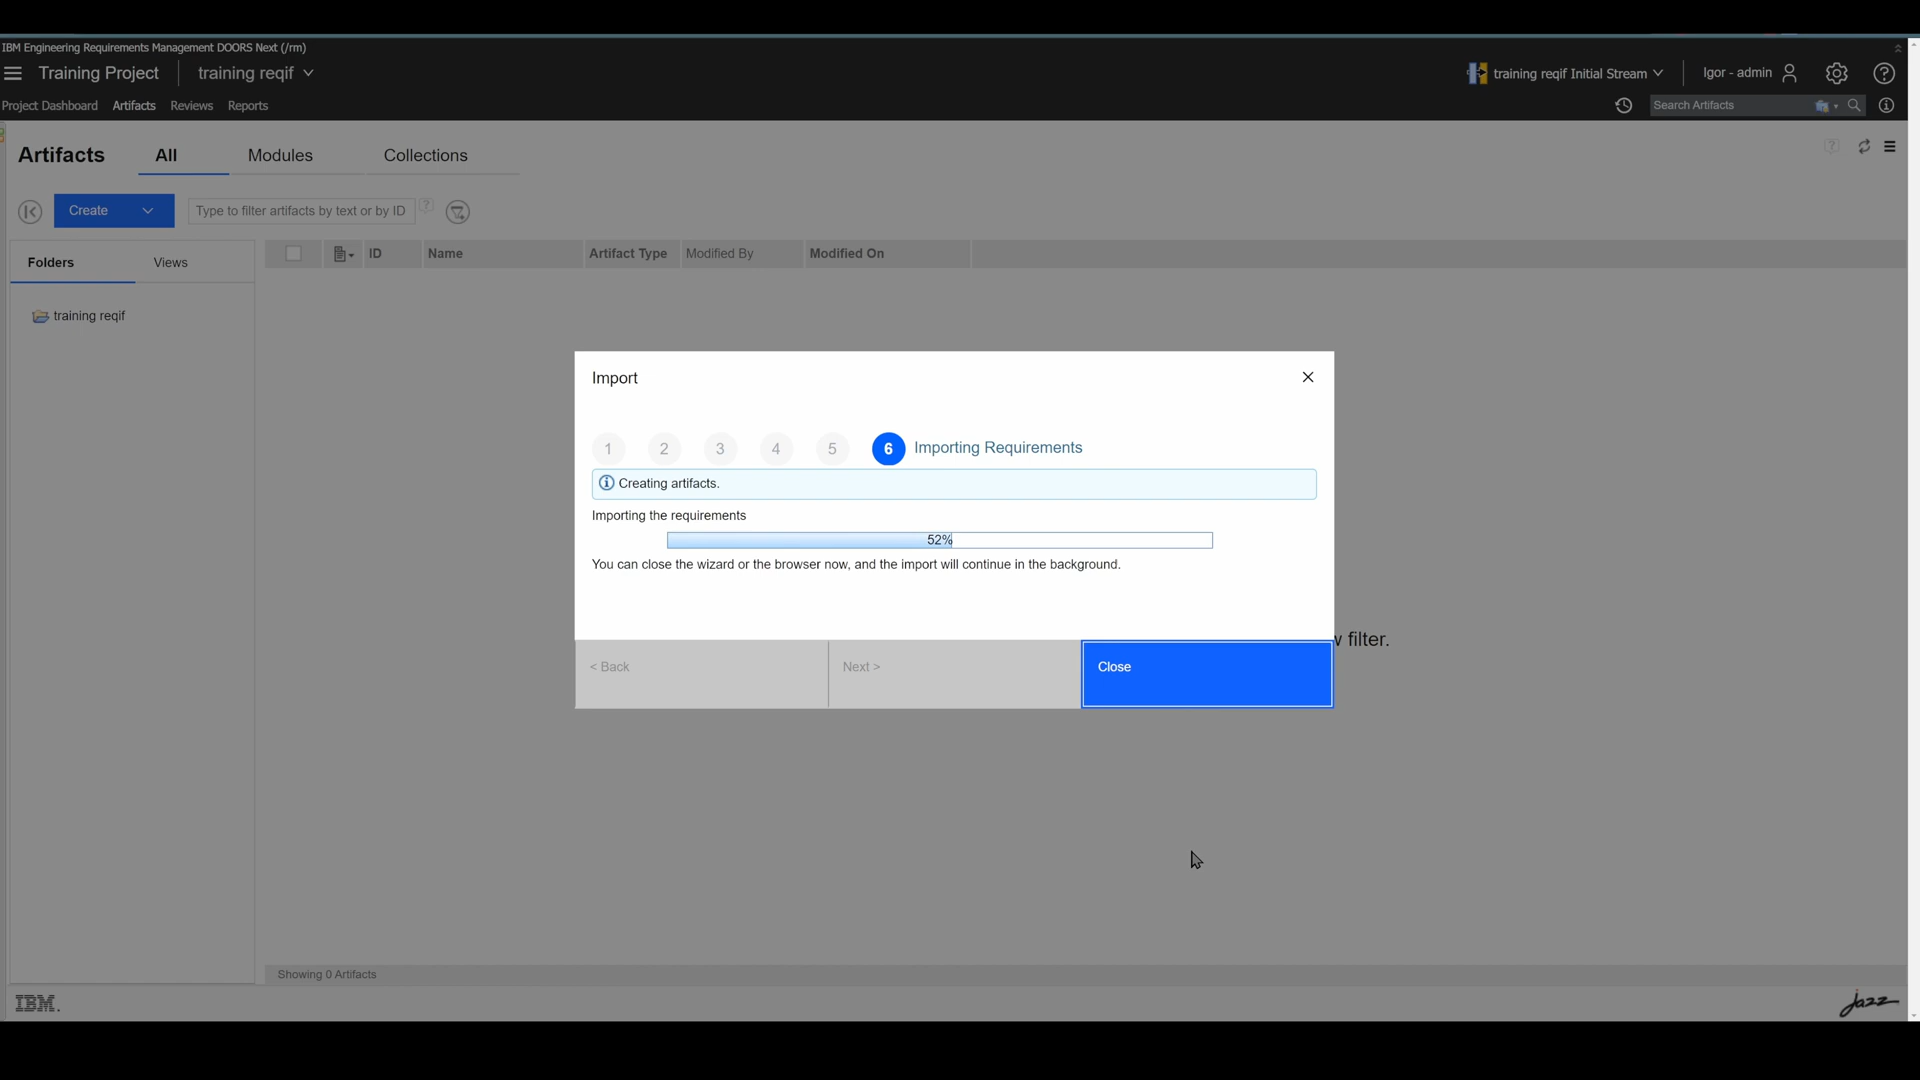 IBM Engineering Requirements Management DOORS Next (/rm)
Training Project training reqif
training reqif Initial Stream Igor - admin
Project Dashboard Artifacts Reviews Reports
Search Artifacts
Artifacts All Modules Collections
Create Type to filter artifacts by text or by ID
Folders Views
ID Name Artifact Type Modified By Modified On
training reqif
Import
1 2 3 4 5 6 Importing Requirements
Creating artifacts.
Importing the requirements
52%
You can close the wizard or the browser now, and the import will continue in the background.
filter.
< Back Next > Close
Showing 0 Artifacts
IBM.
jazz